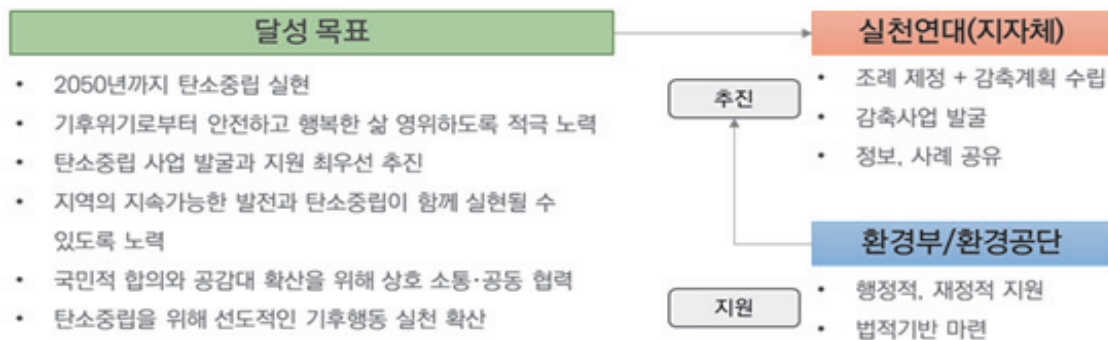 달성 목표
• 2050년까지 탄소중립 실현
• 기후위기로부터 안전하고 행복한 삶 영위하도록 적극 노력
• 탄소중립 사업 발굴과 지원 최우선 추진
• 지역의 지속가능한 발전과 탄소중립이 함께 실현될 수
있도록 노력
• 국민적 합의와 공감대 확산을 위해 상호 소통·공동 협력
• 탄소중립을 위해 선도적인 기후행동 실천 확산
추진
지원
실천연대(지자체)
• 조례 제정 + 감축계획 수립
• 감축사업 발굴
• 정보, 사례 공유
환경부/환경공단
• 행정적, 재정적 지원
• 법적기반 마련